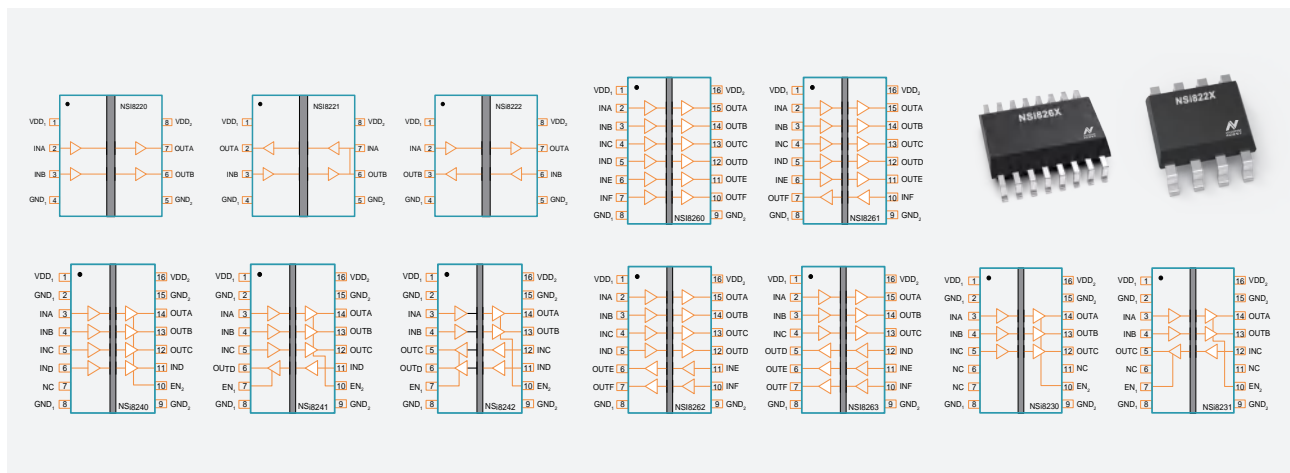 NSI8220
VDD₁ 1 8 VDD₂
INA 2 7 OUTA
INB 3 6 OUTB
GND₁ 4 5 GND₂
NSI8221
VDD₁ 1 8 VDD₂
OUTA 2 7 INA
INB 3 6 OUTB
GND₁ 4 5 GND₂
NSI8222
VDD₁ 1 8 VDD₂
INA 2 7 OUTA
OUTB 3 6 INB
GND₁ 4 5 GND₂
VDD₁ 1 16 VDD₂
INA 2 15 OUTA
INB 3 14 OUTB
INC 4 13 OUTC
IND 5 12 OUTD
INE 6 11 OUTE
INF 7 10 OUTF
GND₁ 8 9 GND₂
NSI8260
VDD₁ 1 16 VDD₂
INA 2 15 OUTA
INB 3 14 OUTB
INC 4 13 OUTC
IND 5 12 OUTD
INE 6 11 OUTE
OUTF 7 10 INF
GND₁ 8 9 GND₂
NSI8261
NSI826X
NSI822X
VDD₁ 1 16 VDD₂
GND₁ 2 15 GND₂
INA 3 14 OUTA
INB 4 13 OUTB
INC 5 12 OUTC
IND 6 11 IND
NC 7 10 EN₂
GND₁ 8 9 GND₂
NSi8240
VDD₁ 1 16 VDD₂
GND₁ 2 15 GND₂
INA 3 14 OUTA
INB 4 13 OUTB
INC 5 12 OUTC
OUTD 6 11 IND
EN₁ 7 10 EN₂
GND₁ 8 9 GND₂
NSi8241
VDD₁ 1 16 VDD₂
GND₁ 2 15 GND₂
INA 3 14 OUTA
INB 4 13 OUTB
OUTC 5 12 INC
OUTD 6 11 IND
EN₁ 7 10 EN₂
GND₁ 8 9 GND₂
NSi8242
VDD₁ 1 16 VDD₂
INA 2 15 OUTA
INB 3 14 OUTB
INC 4 13 OUTC
IND 5 12 OUTD
OUTE 6 11 INE
OUTF 7 10 INF
GND₁ 8 9 GND₂
NSI8262
VDD₁ 1 16 VDD₂
INA 2 15 OUTA
INB 3 14 OUTB
INC 4 13 OUTC
OUTD 5 12 IND
OUTE 6 11 INE
OUTF 7 10 INF
GND₁ 8 9 GND₂
NSI8263
VDD₁ 1 16 VDD₂
GND₁ 2 15 GND₂
INA 3 14 OUTA
INB 4 13 OUTB
INC 5 12 OUTC
NC 6 11 NC
NC 7 10 EN₂
GND₁ 8 9 GND₂
NSi8230
VDD₁ 1 16 VDD₂
GND₁ 2 15 GND₂
INA 3 14 OUTA
INB 4 13 OUTB
OUTC 5 12 INC
NC 6 11 NC
EN₁ 7 10 EN₂
GND₁ 8 9 GND₂
NSi8231